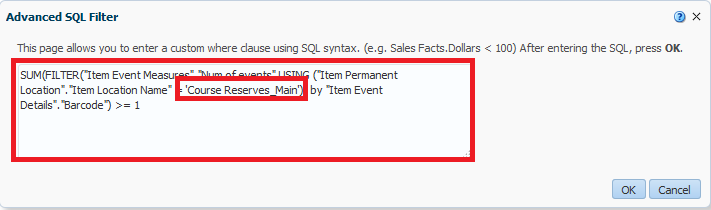 Advanced SQL Filter
This page allows you to enter a custom where clause using SQL syntax. (e.g. Sales Facts.Dollars < 100) After entering the SQL, press OK.
SUM(FILTER("Item Event Measures"."Num of events" USING ("Item Permanent
Location"."Item Location Name" = 'Course Reserves_Main') by "Item Event
Details"."Barcode") >= 1
OK Cancel